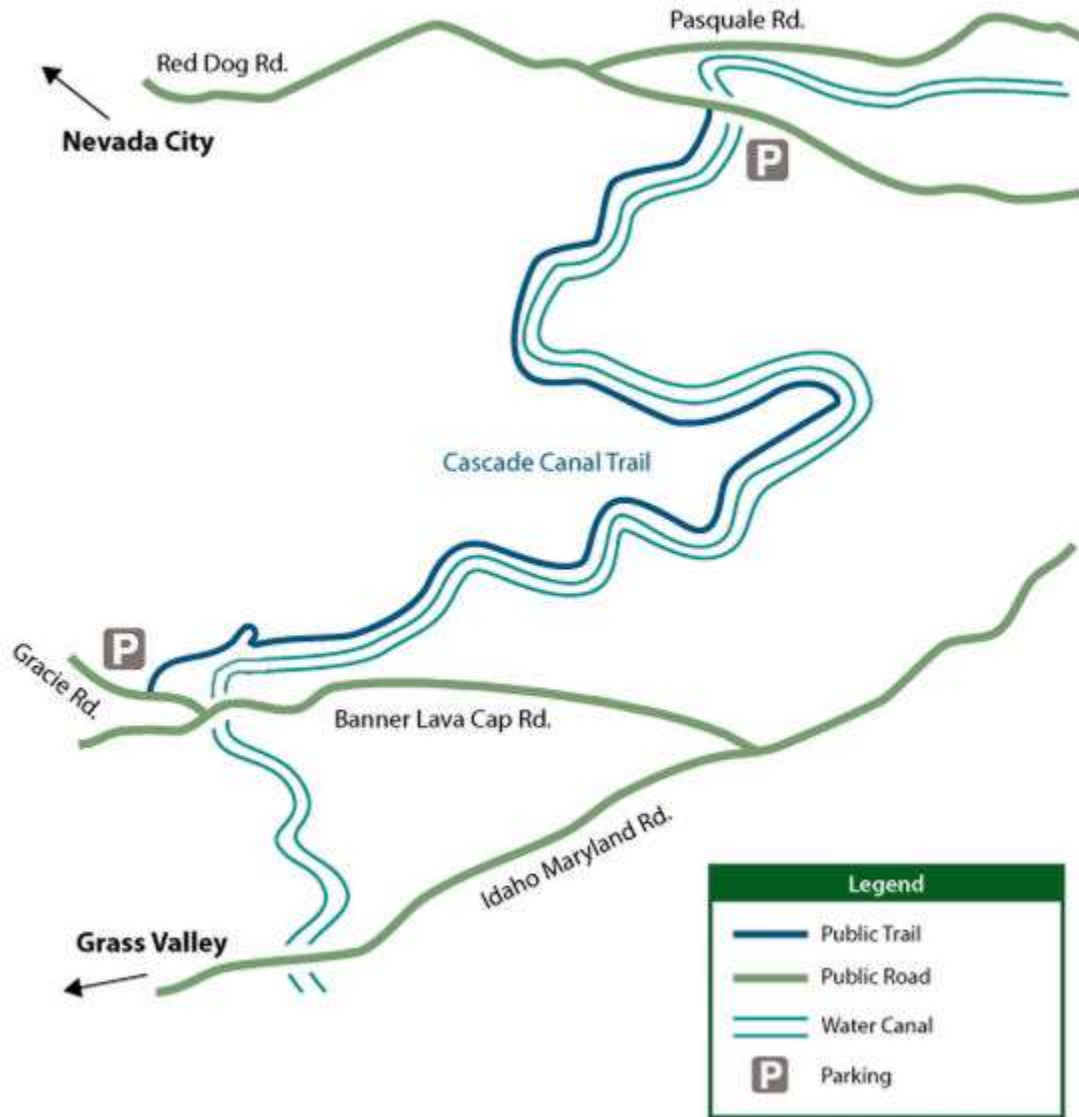 Pasquale Rd.
Red Dog Rd.
Nevada City
P
Cascade Canal Trail
P
Gracie Rd.
Banner Lava Cap Rd.
Idaho Maryland Rd.
Grass Valley
Legend
Public Trail
Public Road
Water Canal
P Parking